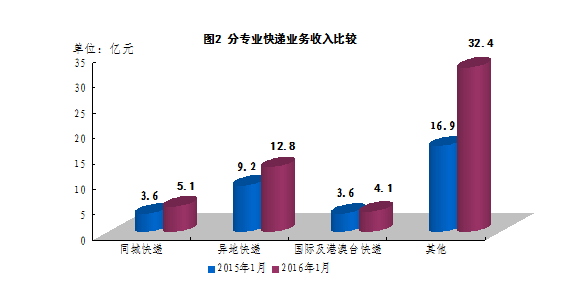 图2 分专业快递业务收入比较
单位：亿元
35
30
25
20
15
10
5
0
3.6
5.1
9.2
12.8
3.6
4.1
16.9
32.4
同城快递
异地快递
国际及港澳台快递
其他
2015年1月
2016年1月